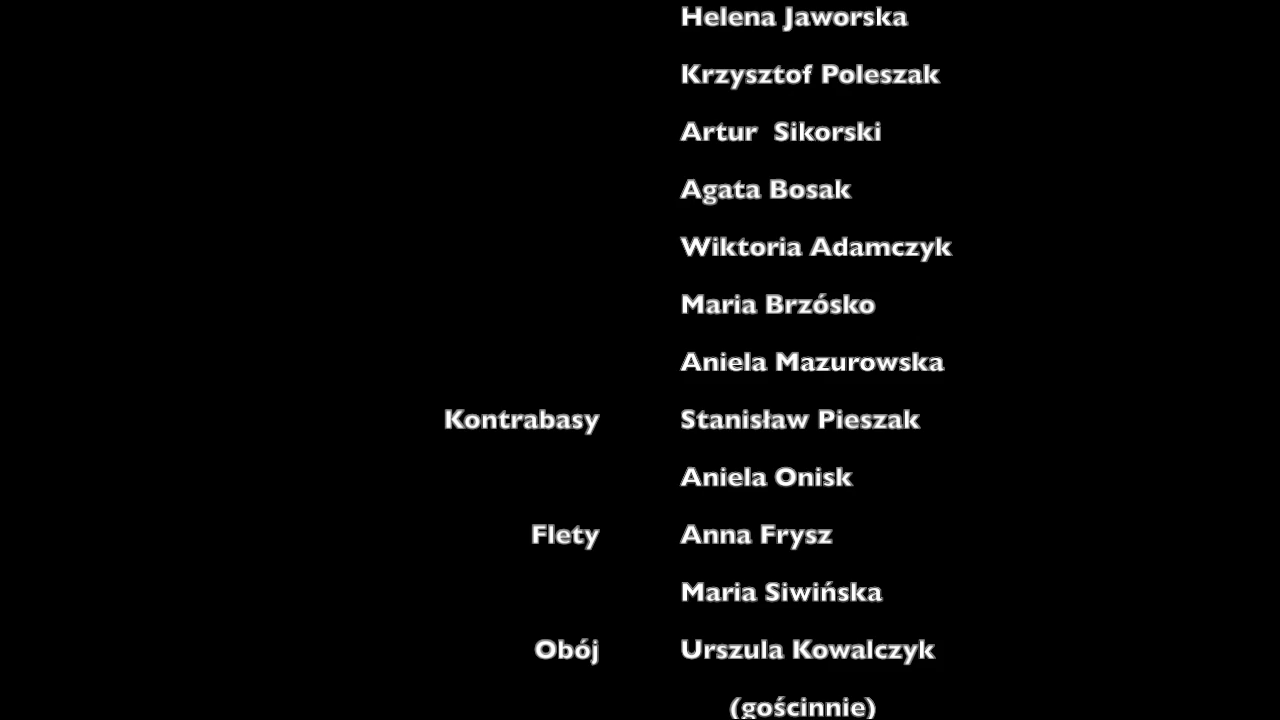 Helena Jaworska
Krzysztof Poleszak
Artur  Sikorski
Agata Bosak
Wiktoria Adamczyk
Maria Brzósko
Aniela Mazurowska
Kontrabasy Stanisław Pieszak
Aniela Onisk
Flety Anna Frysz
Maria Siwińska
Obój Urszula Kowalczyk
(gościnnie)